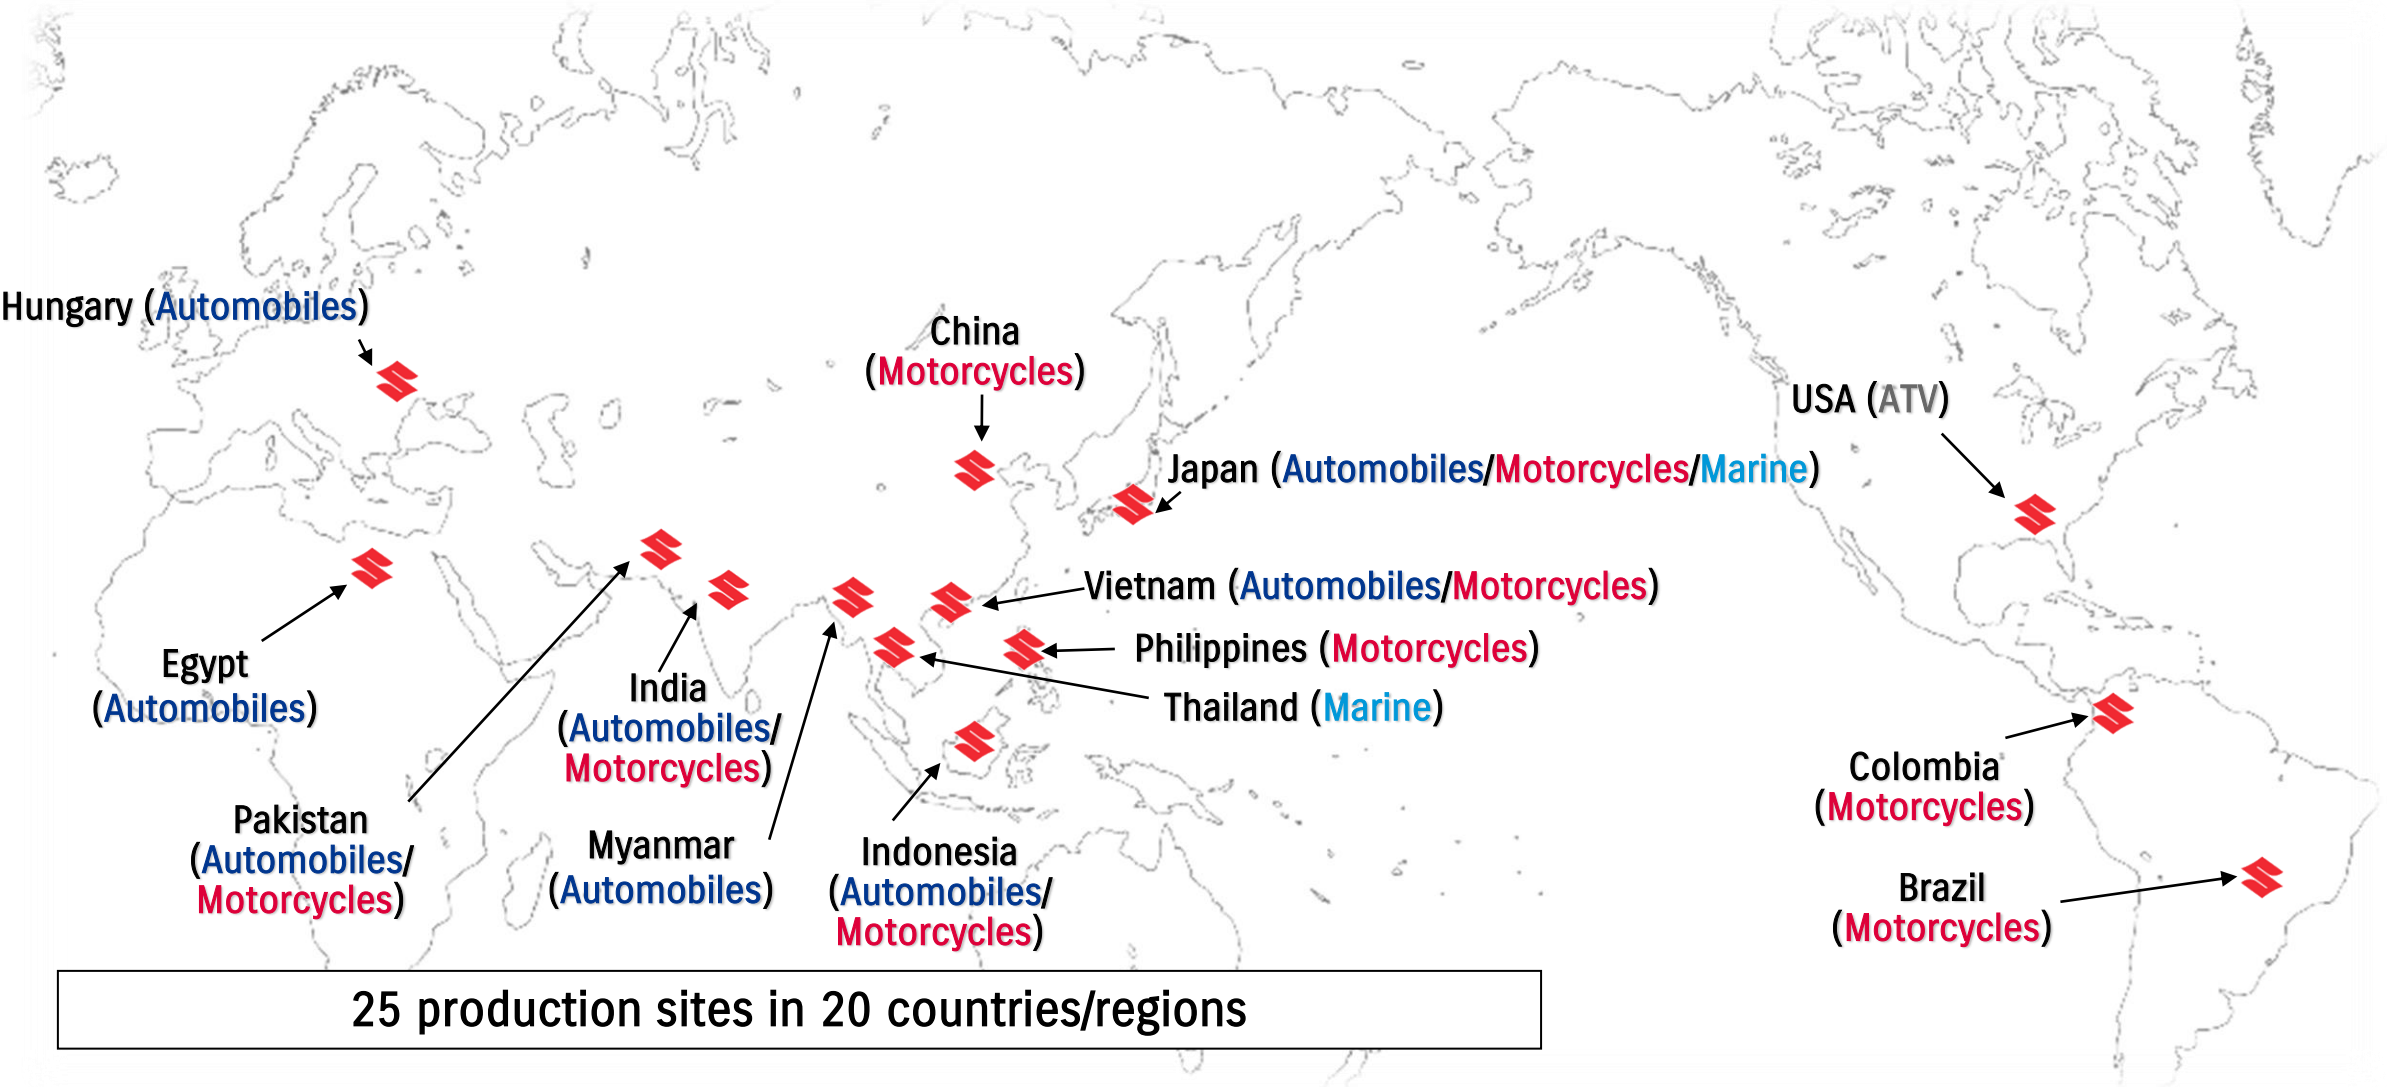 Hungary (Automobiles)
China
(Motorcycles)
USA (ATV)
Japan (Automobiles/Motorcycles/Marine)
Vietnam (Automobiles/Motorcycles)
Philippines (Motorcycles)
Thailand (Marine)
Egypt
(Automobiles)
India
(Automobiles/
Motorcycles)
Pakistan
(Automobiles/
Motorcycles)
Myanmar
(Automobiles)
Indonesia
(Automobiles/
Motorcycles)
Colombia
(Motorcycles)
Brazil
(Motorcycles)
25 production sites in 20 countries/regions